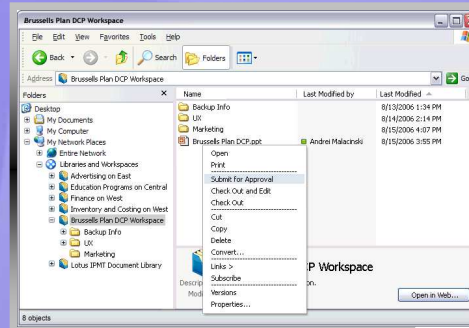 Brussells Plan DCP Workspace
File Edit View Favorites Tools Help
Back Search Folders
Address Brussells Plan DCP Workspace Go
Folders X
Desktop
My Documents
My Computer
My Network Places
Entire Network
Libraries and Workspaces
Advertising on East
Education Programs on Central
Finance on West
Inventory and Costing on West
Brussells Plan DCP Workspace
Backup Info
UX
Marketing
Lotus IPMT Document Library
Name Last Modified by Last Modified
Backup Info 8/13/2006 1:34 PM
UX 8/14/2006 2:14 PM
Marketing 8/15/2006 4:07 PM
Brussells Plan DCP.ppt Andrei Malacinski 8/15/2006 3:55 PM
Open
Print
Submit for Approval
Check Out and Edit
Check Out
Cut
Copy
Delete
Convert...
Links >
Subscribe
Versions
Properties...
CP Workspace
Descrip on.
Modi
Open in Web...
8 objects